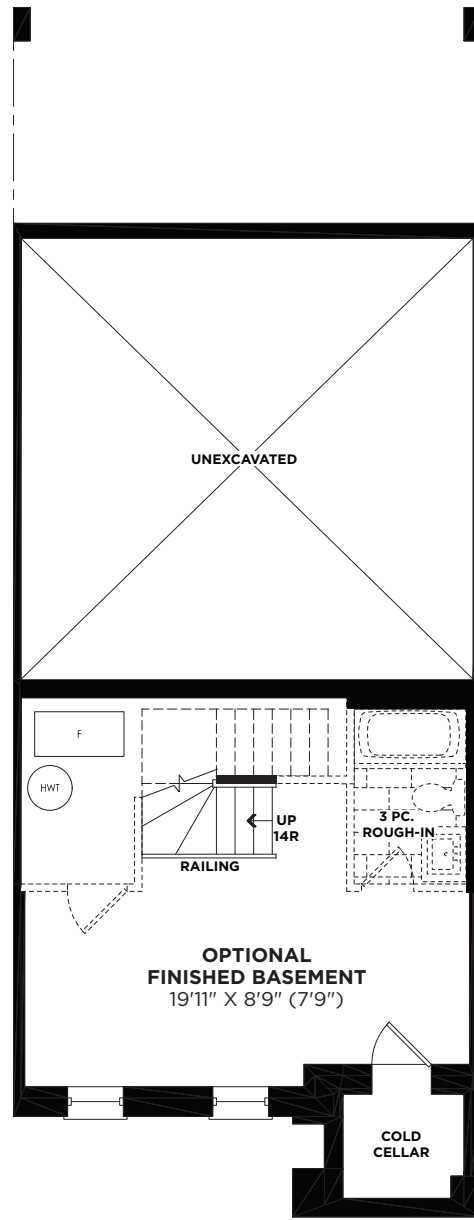 UNEXCAVATED
F
HWT
UP
14R
RAILING
3 PC.
ROUGH-IN
OPTIONAL
FINISHED BASEMENT
19'11" X 8'9" (7'9")
COLD
CELLAR